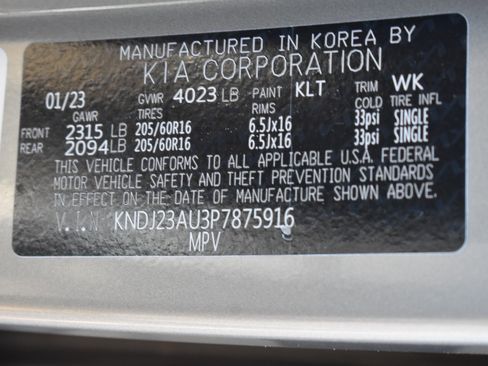 MANUFACTURED IN KOREA BY
KIA CORPORATION
01/23 GVWR 4023 LB PAINT KLT TRIM WK
GAWR TIRES RIMS COLD TIRE INFL
FRONT 2315 LB 205/60R16 6.5Jx16 33psi SINGLE
REAR 2094LB 205/60R16 6.5Jx16 33psi SINGLE
THIS VEHICLE CONFORMS TO ALL APPLICABLE U.S.A. FEDERAL
MOTOR VEHICLE SAFETY AND THEFT PREVENTION STANDARDS
IN EFFECT ON THE DATE OF MANUFACTURE SHOWN ABOVE.
V.I.N KNDJ23AU3P7875916
MPV